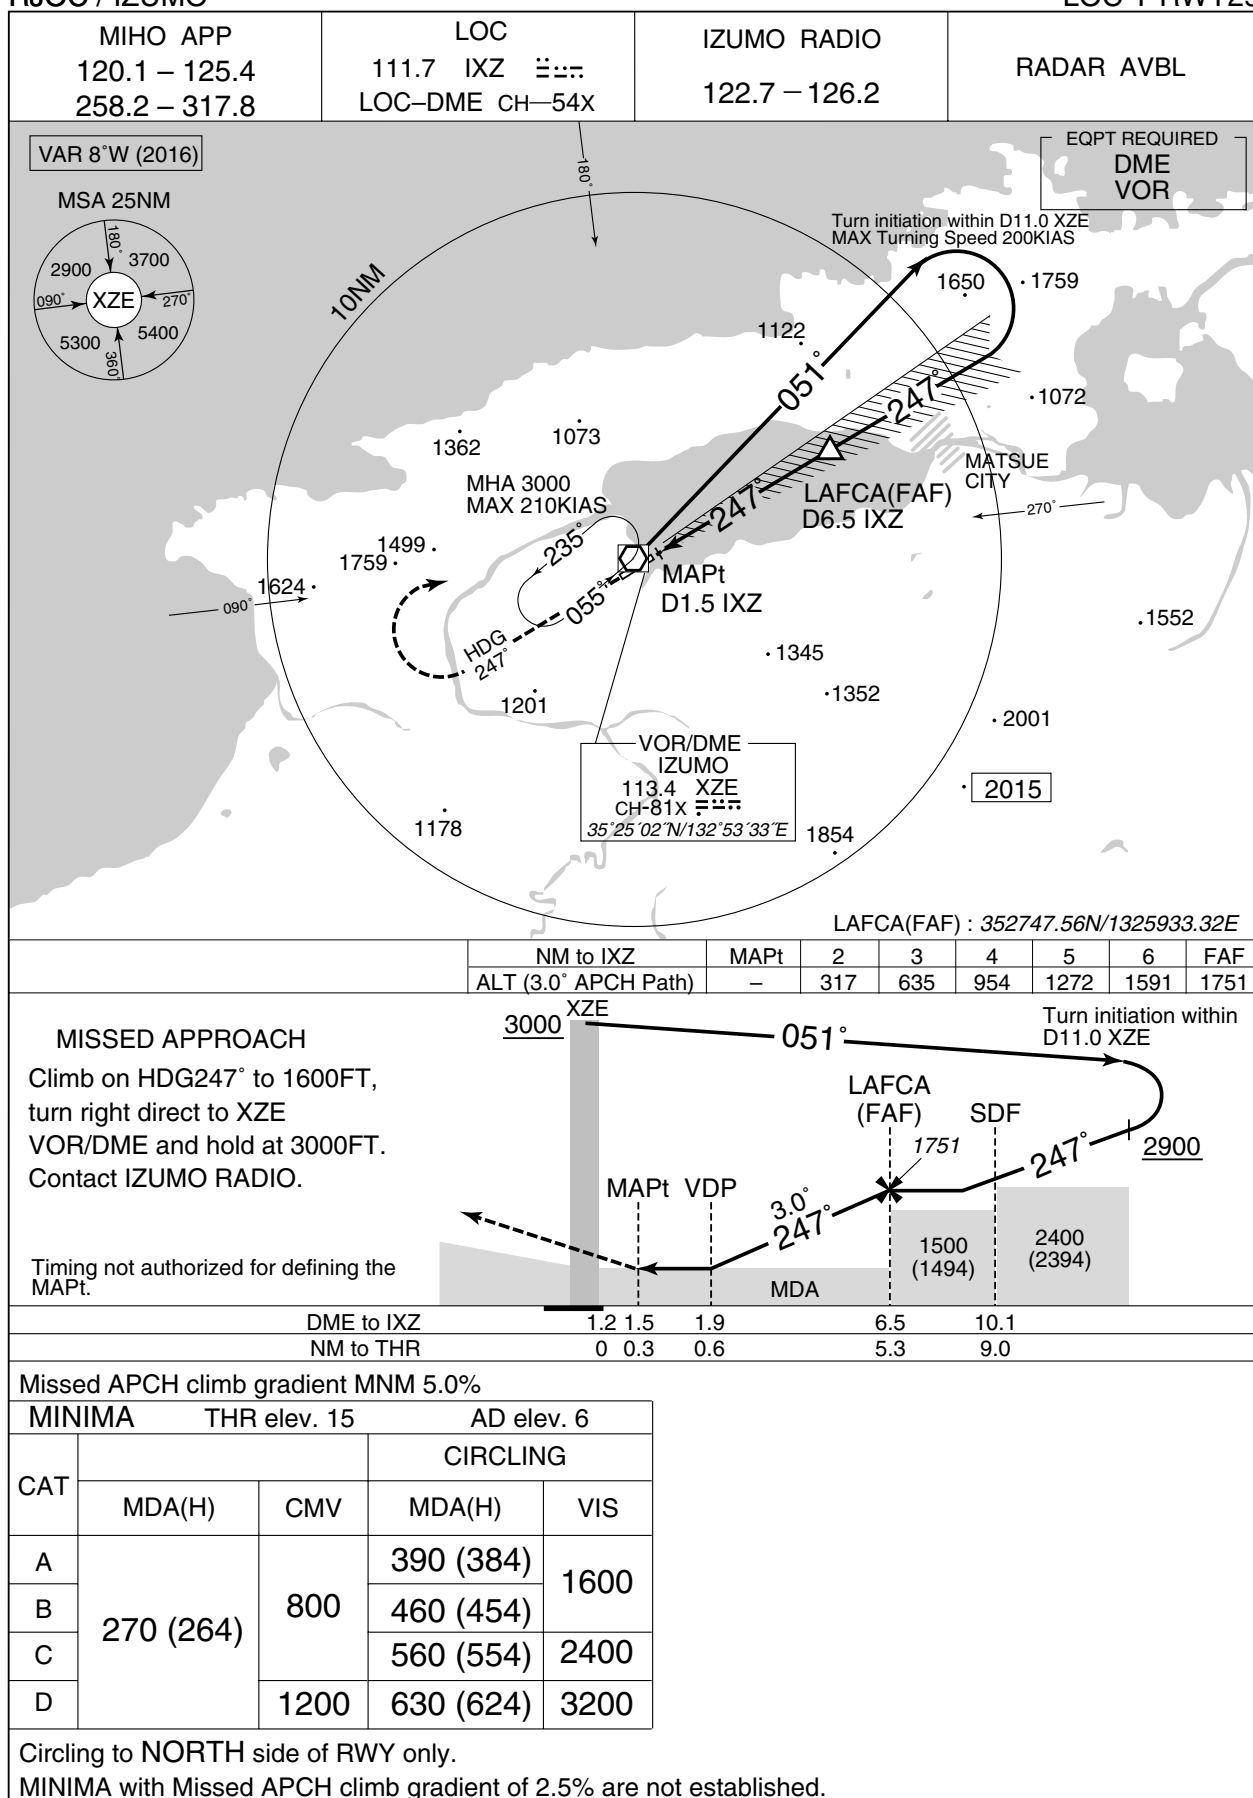 RJOC / IZUMO
LOC Y RWY25
MIHO APP
120.1 – 125.4
258.2 – 317.8
LOC
111.7 IXZ
LOC–DME CH—54X
IZUMO RADIO
122.7 – 126.2
RADAR AVBL
VAR 8°W (2016)
EQPT REQUIRED
DME
VOR
MSA 25NM
180°
2900
3700
090°
XZE
270°
5300
5400
360°
180°
10NM
Turn initiation within D11.0 XZE
MAX Turning Speed 200KIAS
1650
1759
1122
051°
247°
1072
1362
1073
MATSUE
CITY
MHA 3000
MAX 210KIAS
LAFCA(FAF)
D6.5 IXZ
247°
270°
235°
1499
1759
1624
090°
055°
MAPt
D1.5 IXZ
1552
HDG
247°
1345
1352
1201
2001
VOR/DME
IZUMO
113.4 XZE
CH-81X
35°25´02˝N/132°53´33˝E
2015
1178
1854
LAFCA(FAF) : 352747.56N/1325933.32E
NM to IXZ MAPt 2 3 4 5 6 FAF
ALT (3.0° APCH Path) – 317 635 954 1272 1591 1751
MISSED APPROACH
Climb on HDG247° to 1600FT,
turn right direct to XZE
VOR/DME and hold at 3000FT.
Contact IZUMO RADIO.
Timing not authorized for defining the
MAPt.
XZE
3000
051°
Turn initiation within
D11.0 XZE
LAFCA
(FAF)
SDF
1751
247°
2900
MAPt VDP
3.0°
247°
1500
(1494)
2400
(2394)
MDA
DME to IXZ 1.2 1.5 1.9 6.5 10.1
NM to THR 0 0.3 0.6 5.3 9.0
Missed APCH climb gradient MNM 5.0%
MINIMA THR elev. 15 AD elev. 6
CAT
CIRCLING
MDA(H) CMV MDA(H) VIS
A 270 (264) 800 390 (384) 1600
B 460 (454)
C 560 (554) 2400
D 1200 630 (624) 3200
Circling to NORTH side of RWY only.
MINIMA with Missed APCH climb gradient of 2.5% are not established.